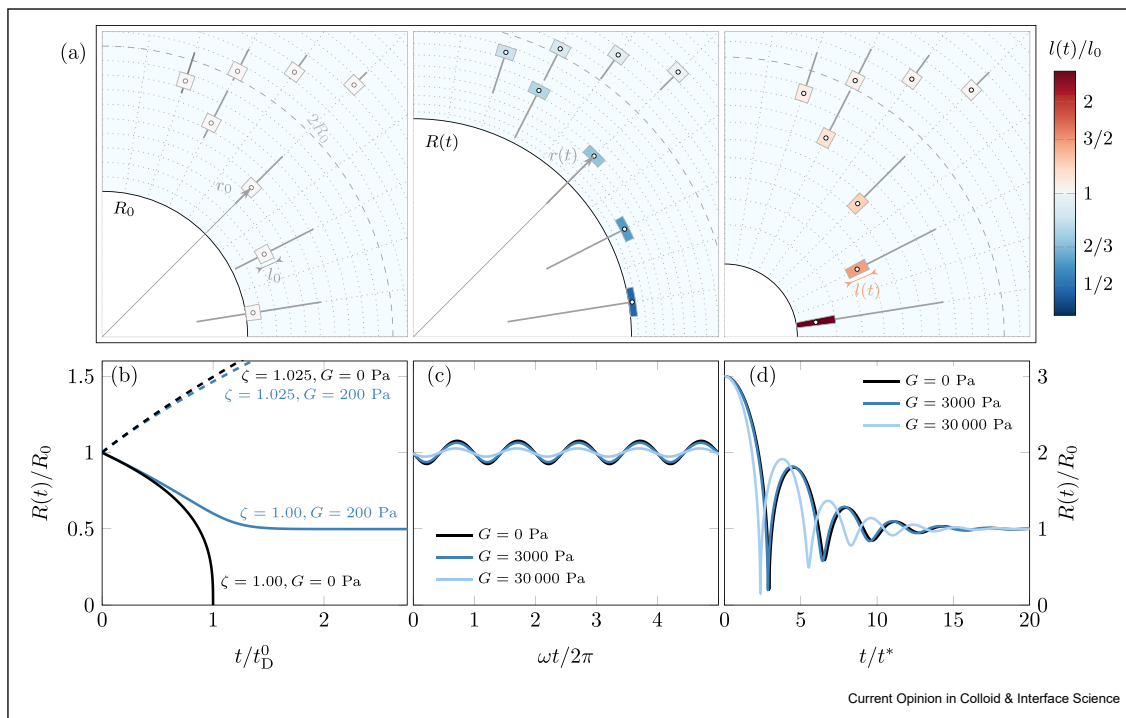 (a)
R₀
r₀
l₀
2R₀
R(t)
r(t)
l(t)
l(t)/l₀
2
3/2
1
2/3
1/2
(b)
ζ = 1.025, G = 0 Pa
ζ = 1.025, G = 200 Pa
ζ = 1.00, G = 200 Pa
ζ = 1.00, G = 0 Pa
R(t)/R₀
1.5
1
0.5
0
0 1 2
t/t⁰_D
(c)
G = 0 Pa
G = 3000 Pa
G = 30 000 Pa
0 1 2 3 4
ωt/2π
(d)
G = 0 Pa
G = 3000 Pa
G = 30 000 Pa
3
2
1
0
R(t)/R₀
0 5 10 15 20
t/t*
Current Opinion in Colloid & Interface Science